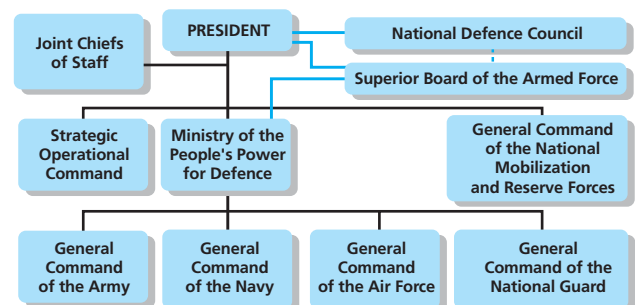 Joint Chiefs
of Staff
PRESIDENT
National Defence Council
Superior Board of the Armed Force
Strategic
Operational
Command
Ministry of the
People's Power
for Defence
General Command
of the National
Mobilization
and Reserve Forces
General
Command
of the Army
General
Command
of the Navy
General
Command
of the Air Force
General
Command of the
National Guard